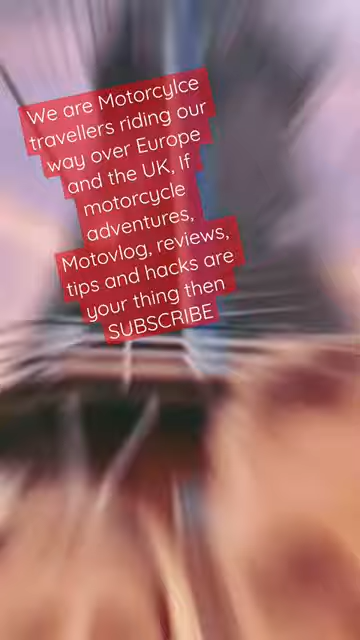 We are Motorcylce
travellers riding our
way over Europe
and the UK, If
motorcycle
adventures,
Motovlog, reviews,
tips and hacks are
your thing then
SUBSCRIBE